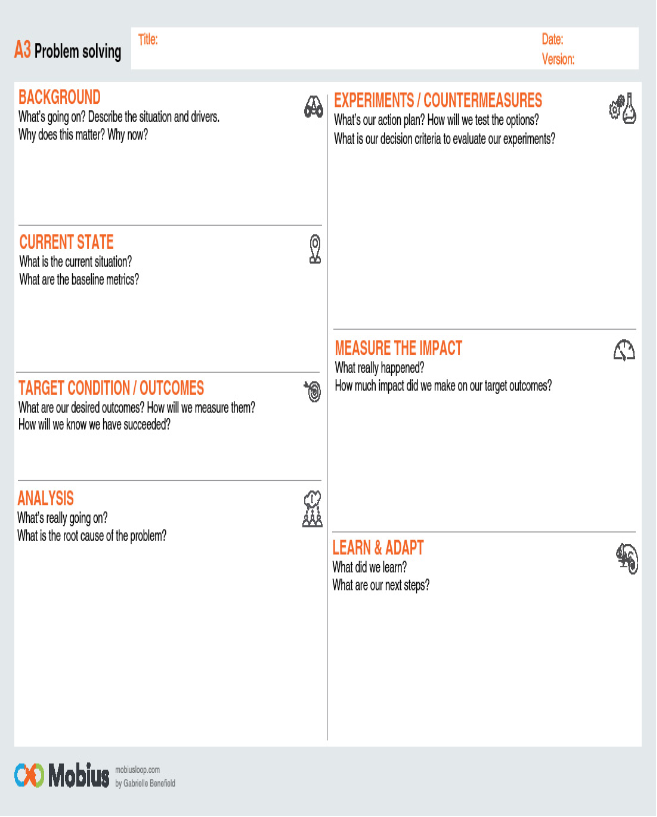 A3 Problem solving
Title:
Date:
Version:
BACKGROUND
What's going on? Describe the situation and drivers.
Why does this matter? Why now?
CURRENT STATE
What is the current situation?
What are the baseline metrics?
TARGET CONDITION / OUTCOMES
What are our desired outcomes? How will we measure them?
How will we know we have succeeded?
ANALYSIS
What's really going on?
What is the root cause of the problem?
EXPERIMENTS / COUNTERMEASURES
What's our action plan? How will we test the options?
What is our decision criteria to evaluate our experiments?
MEASURE THE IMPACT
What really happened?
How much impact did we make on our target outcomes?
LEARN & ADAPT
What did we learn?
What are our next steps?
Mobius
mobiusloop.com
by Gabrielle Benefield